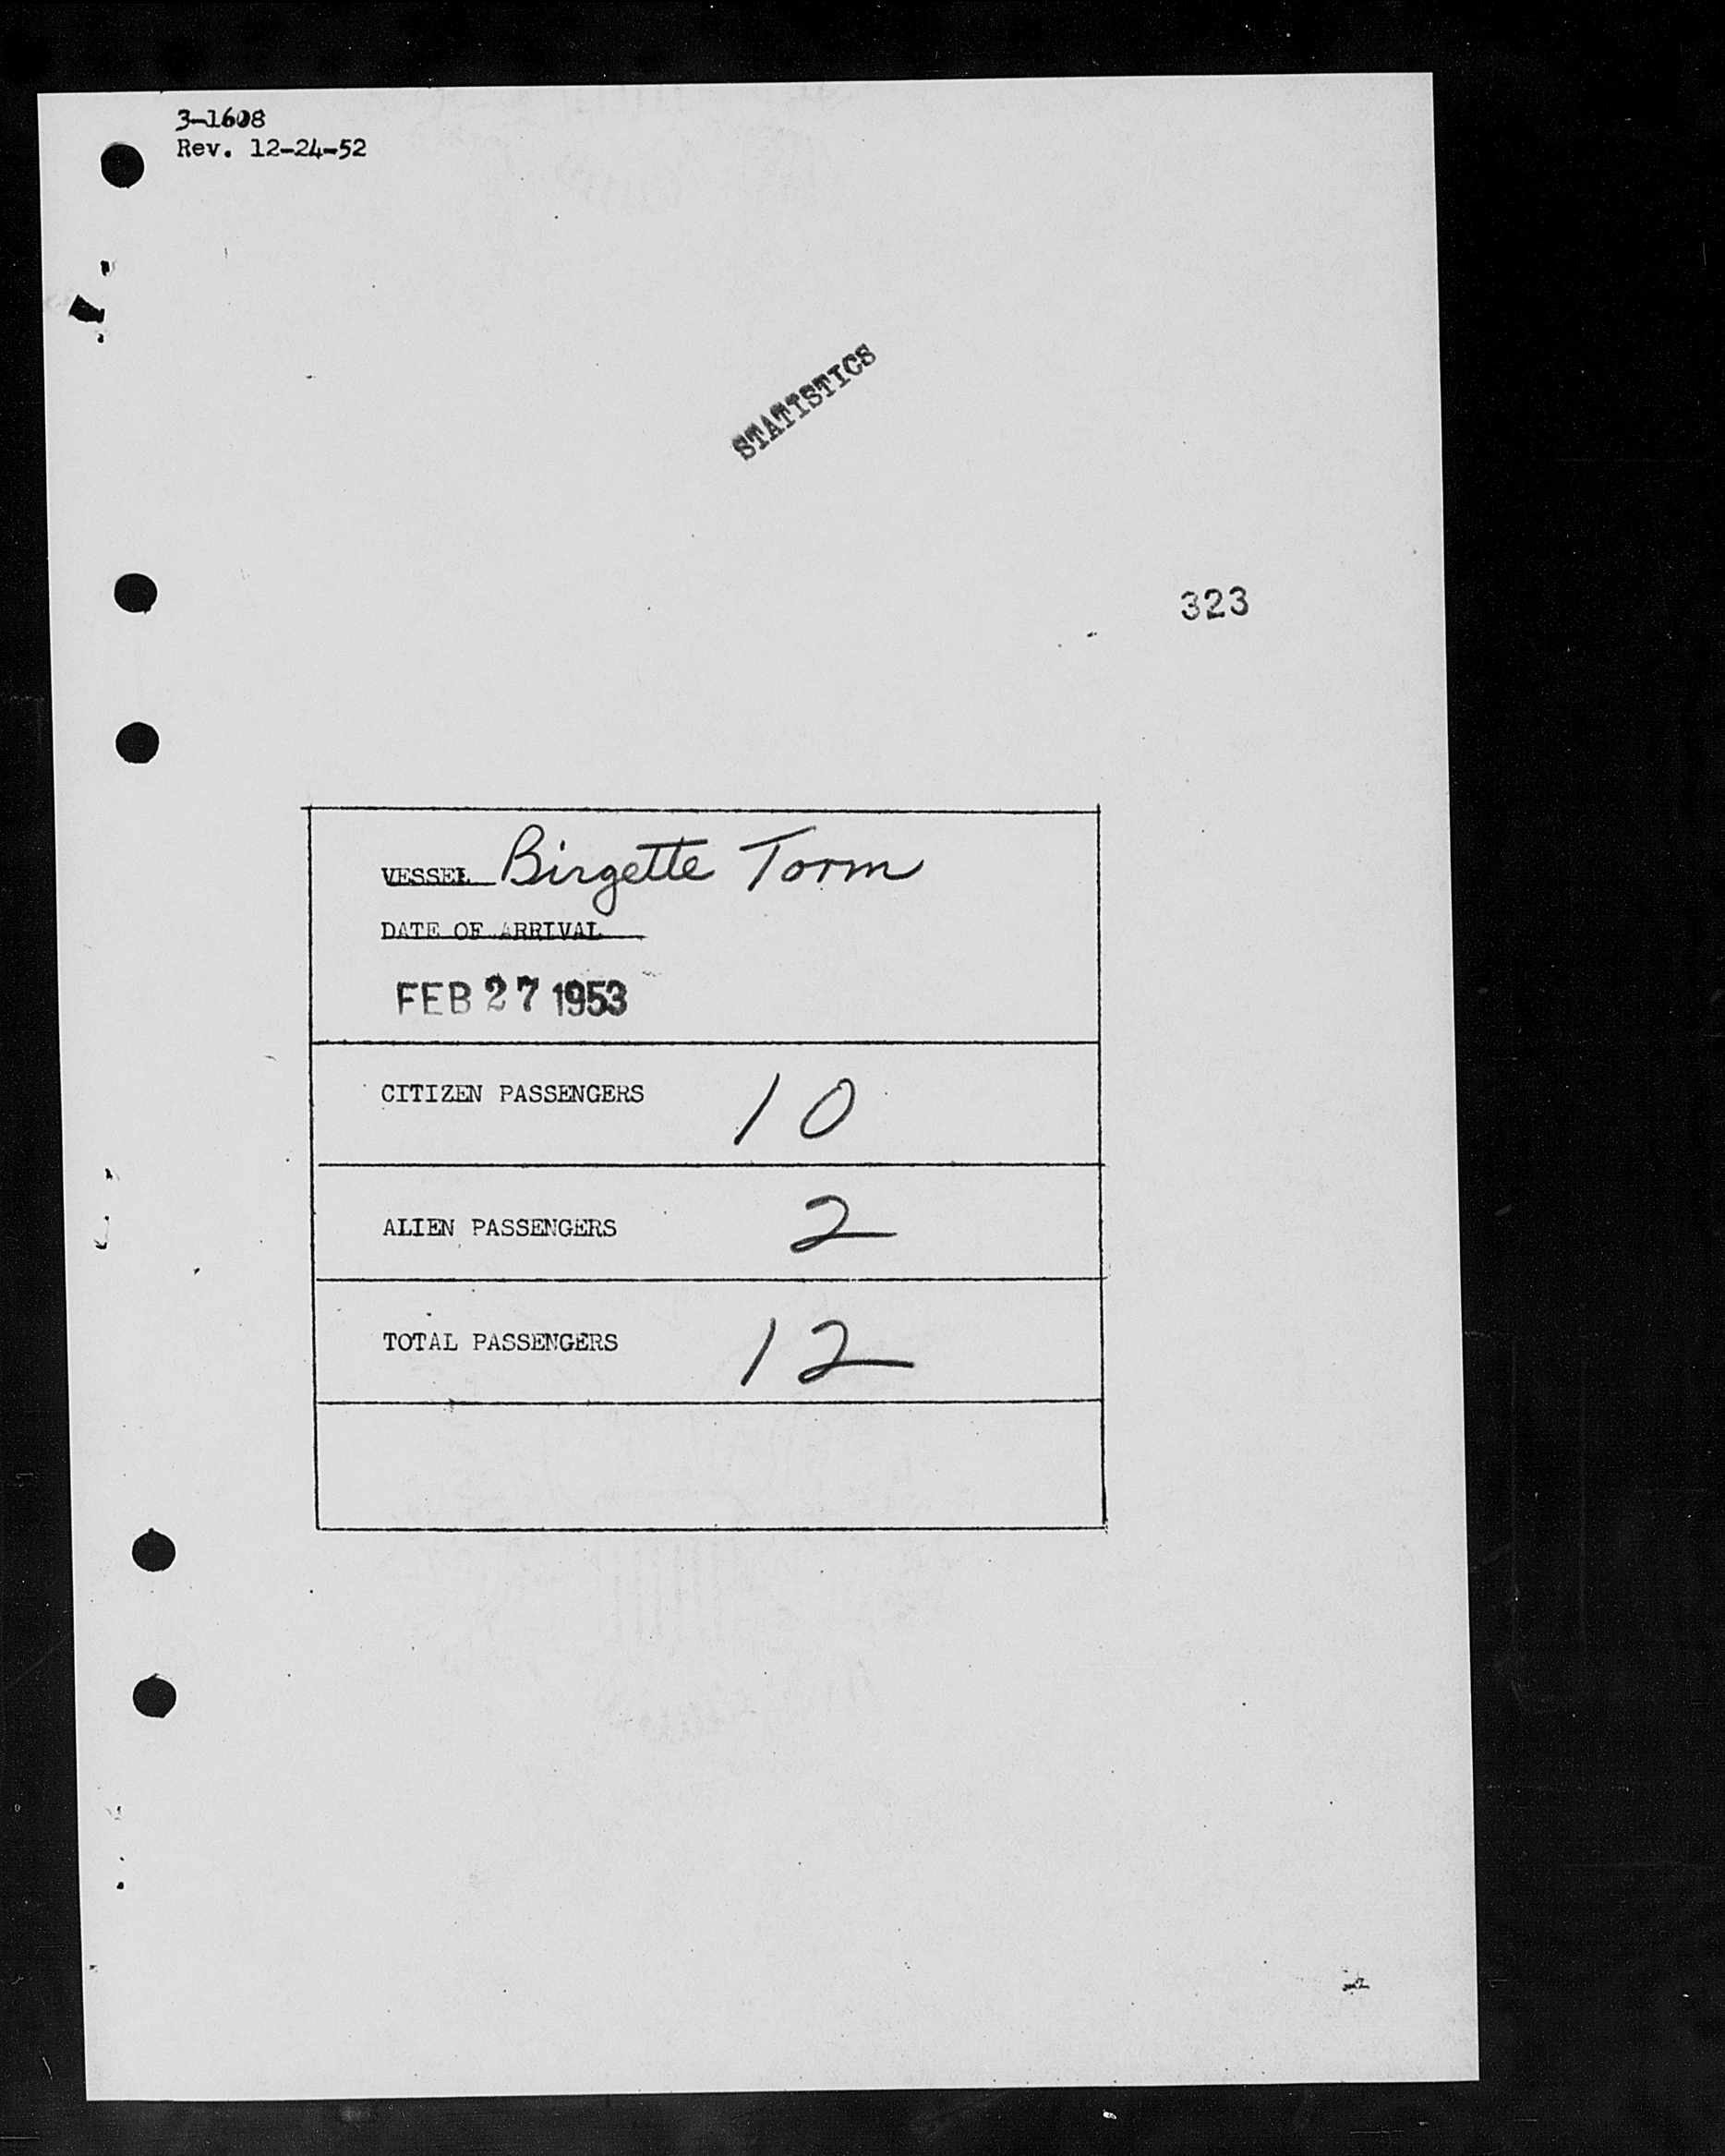 3-1608
Rev. 12-24-52
STATISTICS
323
VESSEL Birgette Torm
DATE OF ARRIVAL
FEB 27 1953
CITIZEN PASSENGERS 10
ALIEN PASSENGERS 2
TOTAL PASSENGERS 12